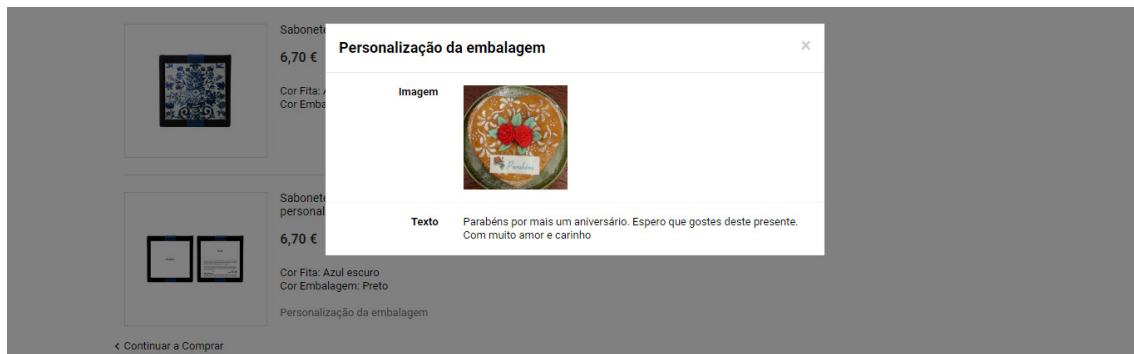 Sabonete
6,70 €
Cor Fita:
Cor Emba
Personalização da embalagem
×
Imagem
Parabéns
Texto
Parabéns por mais um aniversário. Espero que gostes deste presente.
Com muito amor e carinho
Sabonete
personal
6,70 €
Cor Fita: Azul escuro
Cor Embalagem: Preto
Personalização da embalagem
< Continuar a Comprar